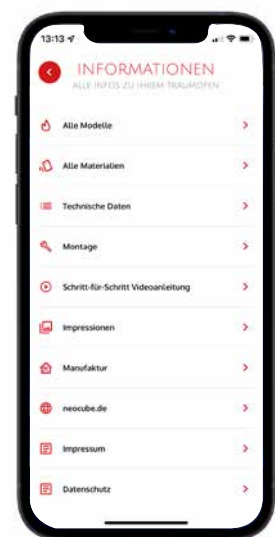 13:13
INFORMATIONEN
ALLE INFOS ZU IHREM TRAUMOFEN
Alle Modelle
Alle Materialien
Technische Daten
Montage
Schritt-für-Schritt Videoanleitung
Impressionen
Manufaktur
neocube.de
Impressum
Datenschutz